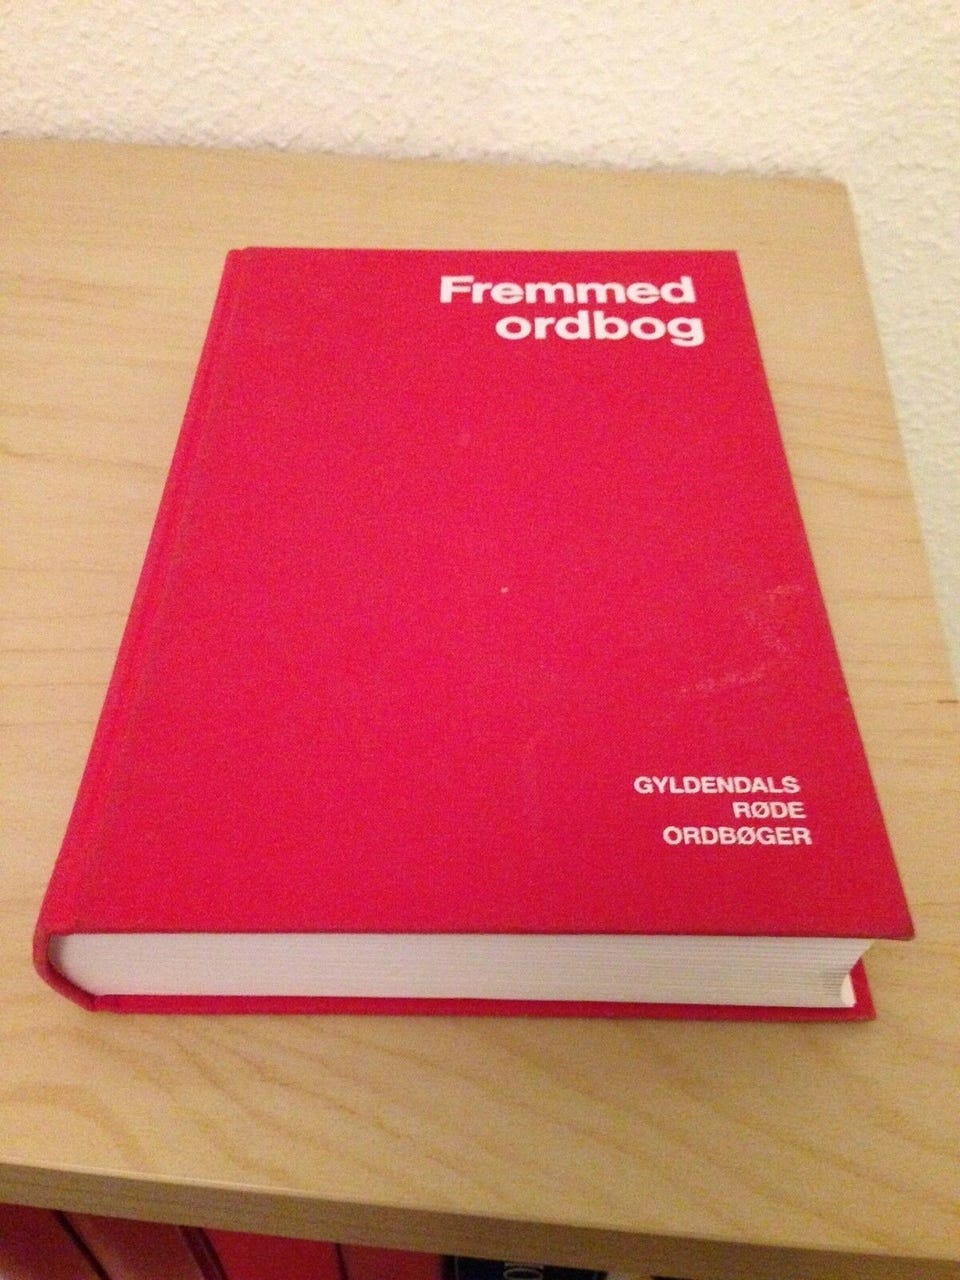 Fremmed
ordbog
GYLDENDALS
RØDE
ORDBØGER